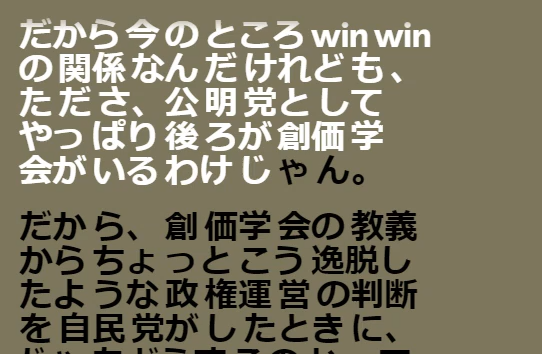 だから今のところwinwin
の関係なんだけれども、
たださ、公明党として
やっぱり後ろが創価学
会がいるわけじゃん。
だから、創価学会の教義
からちょっとこう逸脱し
たような政権運営の判断
を自民党がしたときに、